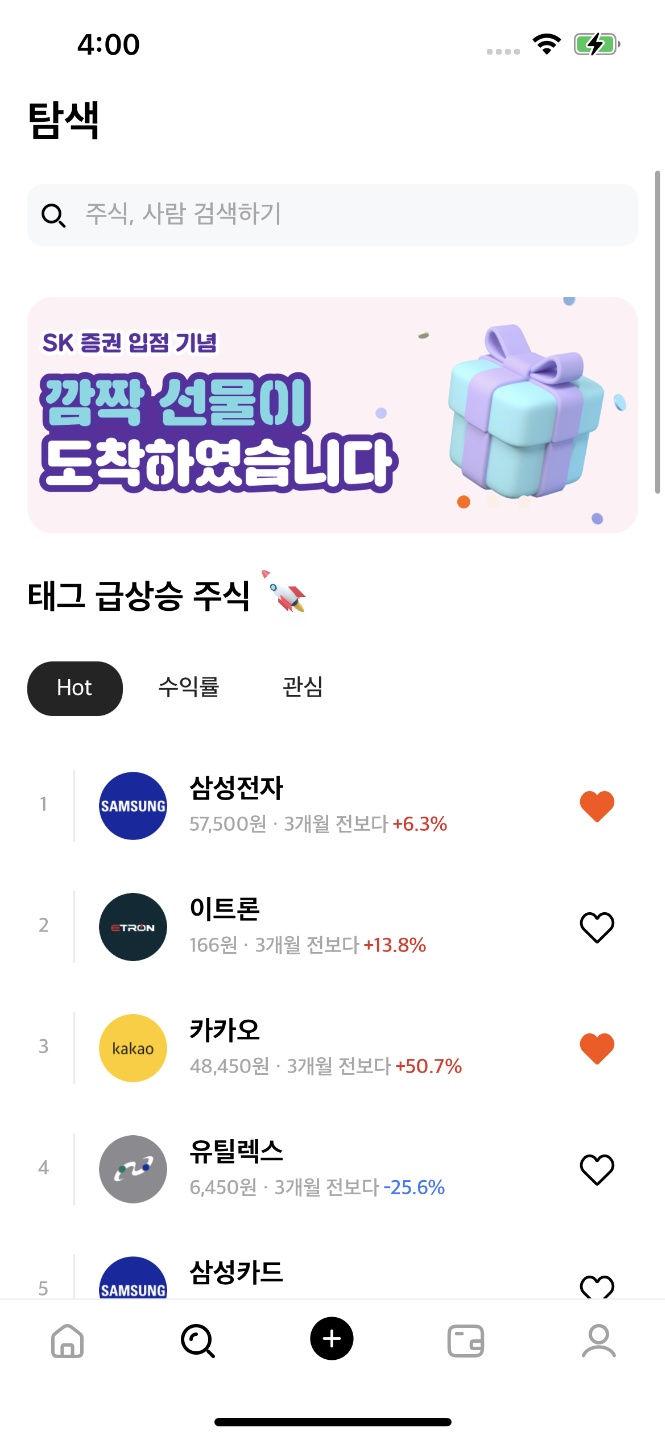 4:00
탐색
주식, 사람 검색하기
SK 증권 입점 기념
깜짝 선물이
도착하였습니다
태그 급상승 주식
Hot 수익률 관심
1
SAMSUNG
삼성전자
57,500원 · 3개월 전보다 +6.3%
2
ETRON
이트론
166원 · 3개월 전보다 +13.8%
3
kakao
카카오
48,450원 · 3개월 전보다 +50.7%
4
유틸렉스
6,450원 · 3개월 전보다 -25.6%
5
SAMSUNG
삼성카드